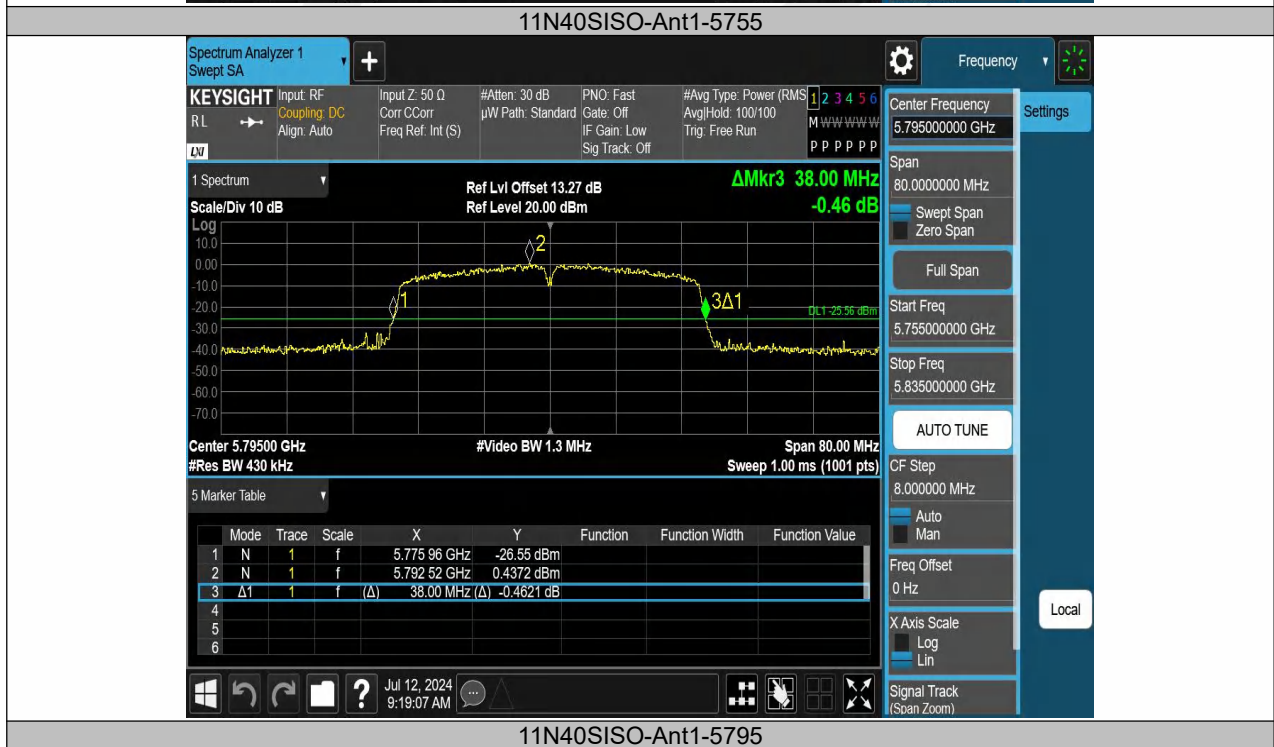 11N40SISO-Ant1-5755
Spectrum Analyzer 1
Swept SA
+
Frequency
KEYSIGHT Input: RF Input Z: 50 Ω #Atten: 30 dB PNO: Fast #Avg Type: Power (RMS 1 2 3 4 5 6
RL Coupling: DC Corr CCorr µW Path: Standard Gate: Off Avg|Hold: 100/100 M W W W W W
Align: Auto Freq Ref: Int (S) IF Gain: Low Trig: Free Run
LXI Sig Track: Off P P P P P P
Center Frequency
5.795000000 GHz
Settings
1 Spectrum
Ref Lvl Offset 13.27 dB
ΔMkr3 38.00 MHz
Scale/Div 10 dB
Ref Level 20.00 dBm
-0.46 dB
Span
80.0000000 MHz
Swept Span
Zero Span
Full Span
Log
10.0
0.00
-10.0
-20.0
-30.0
-40.0
-50.0
-60.0
-70.0
1
2
3Δ1
DL1 -25.56 dBm
Start Freq
5.755000000 GHz
Stop Freq
5.835000000 GHz
AUTO TUNE
Center 5.79500 GHz #Video BW 1.3 MHz Span 80.00 MHz
#Res BW 430 kHz Sweep 1.00 ms (1001 pts)
CF Step
8.000000 MHz
Auto
Man
5 Marker Table
Mode Trace Scale X Y Function Function Width Function Value
1 N 1 f 5.775 96 GHz -26.55 dBm
2 N 1 f 5.792 52 GHz 0.4372 dBm
3 Δ1 1 f (Δ) 38.00 MHz (Δ) -0.4621 dB
4
5
6
Freq Offset
0 Hz
Local
X Axis Scale
Log
Lin
? Jul 12, 2024
9:19:07 AM
Signal Track
(Span Zoom)
11N40SISO-Ant1-5795